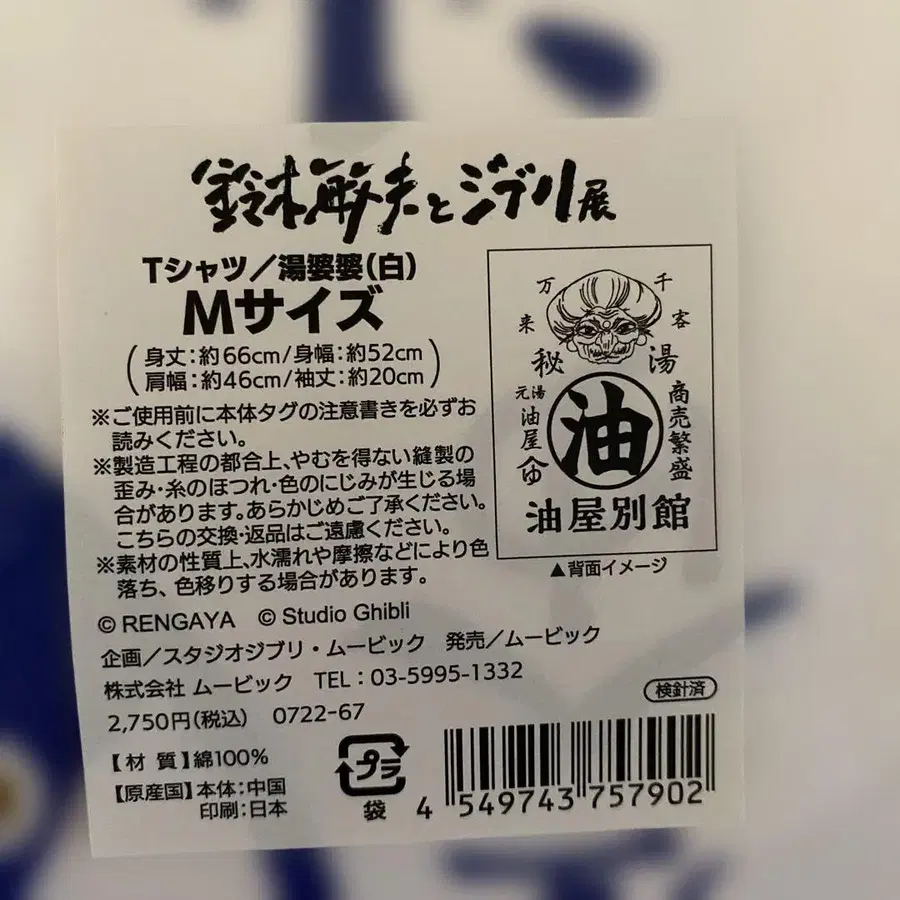 鈴木敏夫とジブリ展
Tシャツ/湯婆婆(白)
Mサイズ
(身丈:約66cm/身幅:約52cm
肩幅:約46cm/袖丈:約20cm)
※ご使用前に本体タグの注意書きを必ずお
読みください。
※製造工程の都合上、やむを得ない縫製の
歪み・糸のほつれ・色のにじみが生じる場
合があります。あらかじめご了承ください。
こちらの交換・返品はご遠慮ください。
※素材の性質上、水濡れや摩擦などにより色
落ち、色移りする場合があります。
千客
万来
秘湯
商売繁盛
油
元湯
油屋
ゆ
油屋別館
▲背面イメージ
© RENGAYA © Studio Ghibli
企画/スタジオジブリ・ムービック 発売/ムービック
株式会社 ムービック TEL:03-5995-1332
2,750円(税込) 0722-67
検針済
【材 質】綿100%
【原産国】本体:中国
印刷:日本
プラ
袋
4 549743 757902